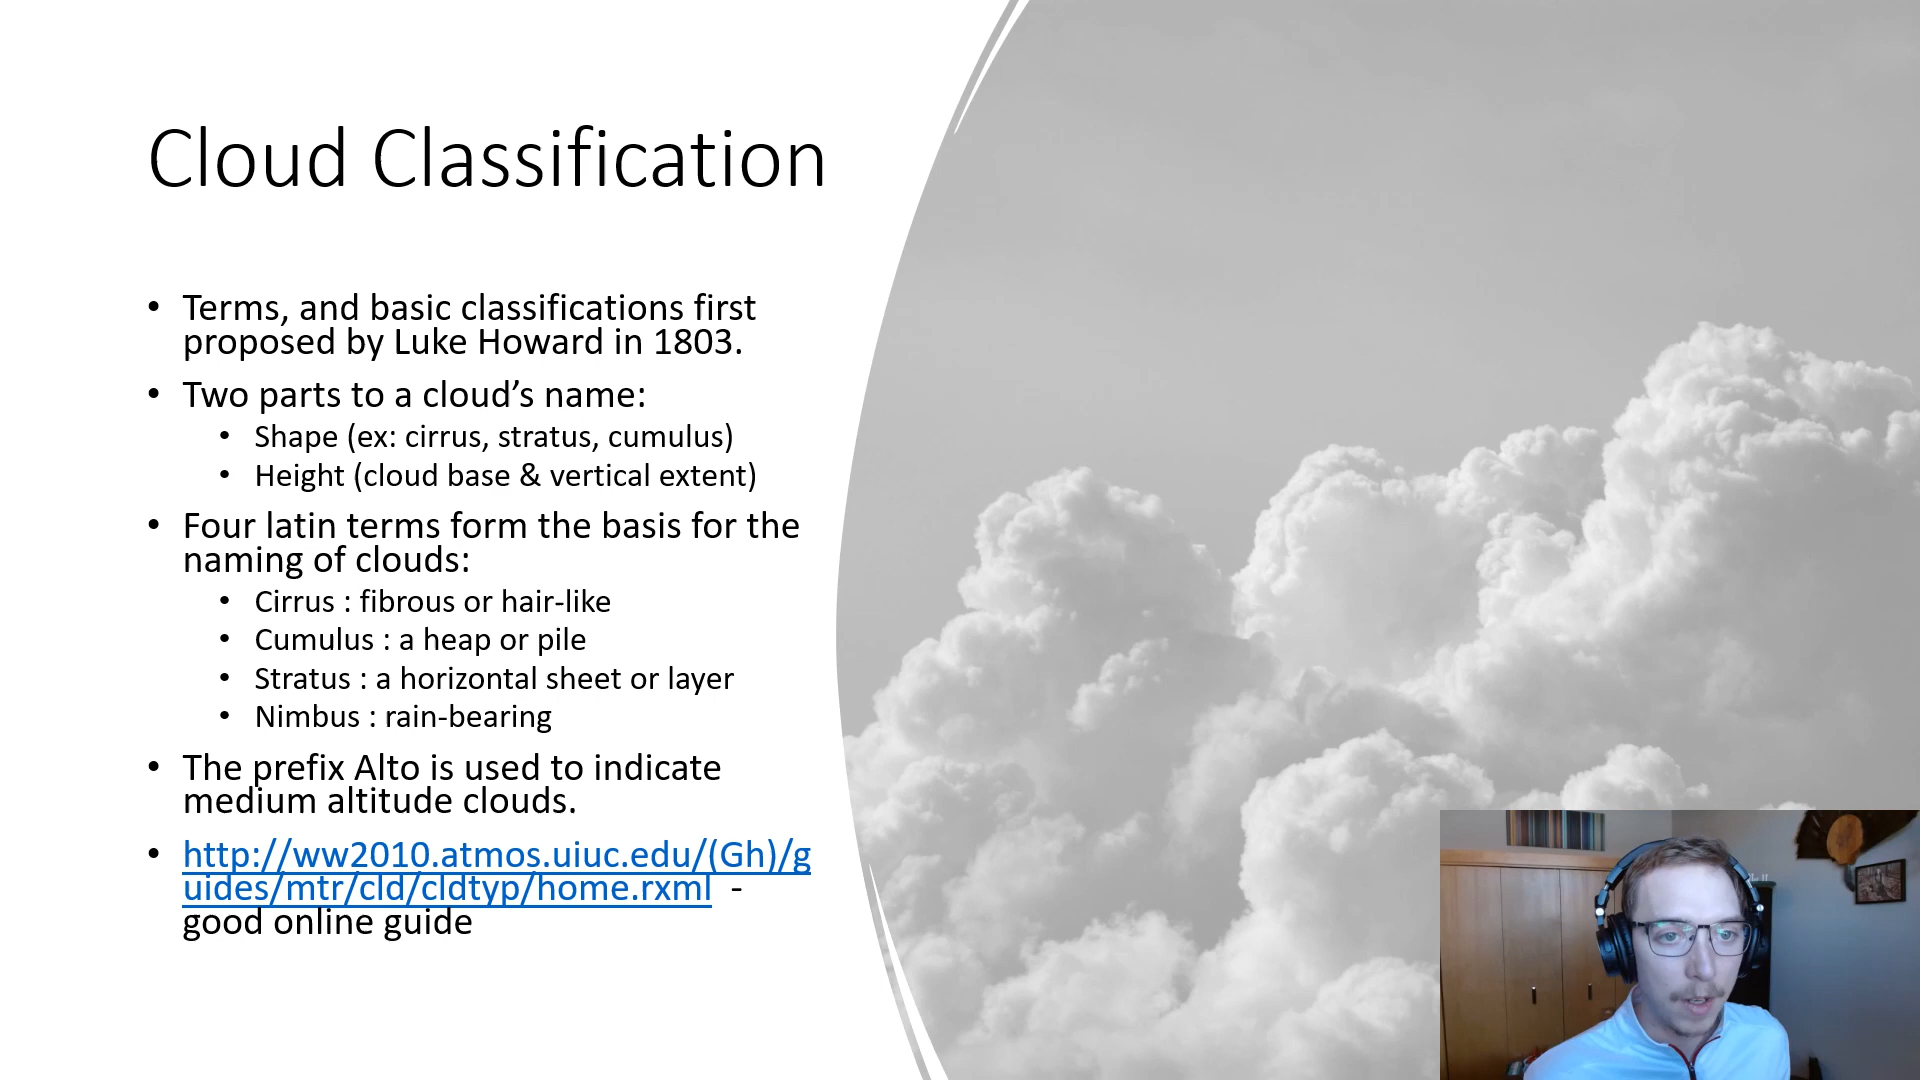 Cloud Classification
• Terms, and basic classifications first
proposed by Luke Howard in 1803.
• Two parts to a cloud’s name:
• Shape (ex: cirrus, stratus, cumulus)
• Height (cloud base & vertical extent)
• Four latin terms form the basis for the
naming of clouds:
• Cirrus : fibrous or hair-like
• Cumulus : a heap or pile
• Stratus : a horizontal sheet or layer
• Nimbus : rain-bearing
• The prefix Alto is used to indicate
medium altitude clouds.
• http://ww2010.atmos.uiuc.edu/(Gh)/g
uides/mtr/cld/cldtyp/home.rxml -
good online guide